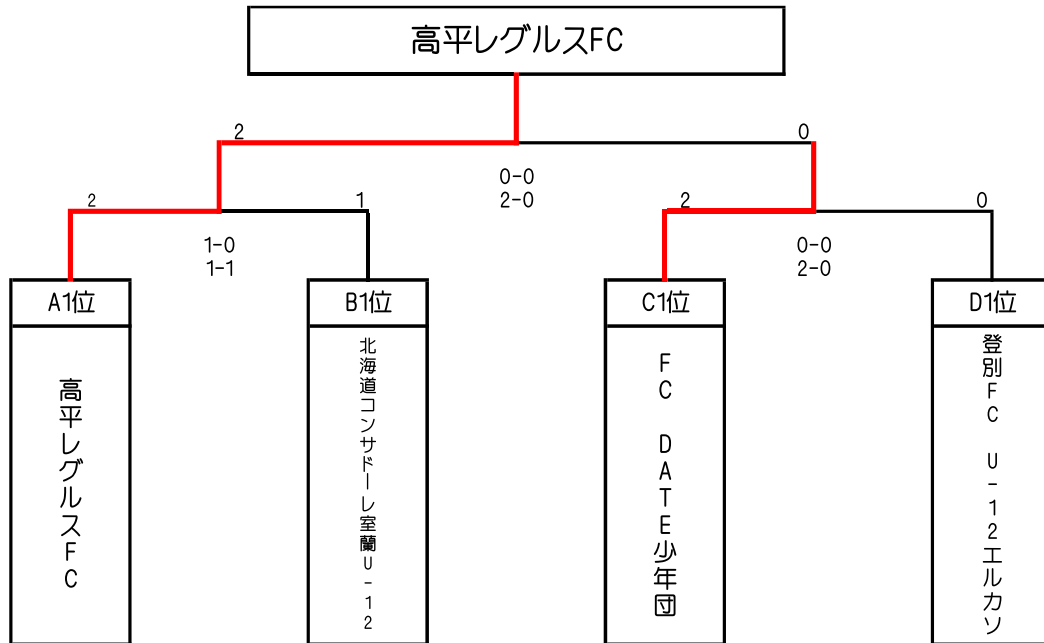 高平レグルスFC
2
0
0-0
2-0
2
1
2
0
1-0
1-1
0-0
2-0
A1位
B1位
C1位
D1位
高平レグルスFC
北海道コンサドーレ室蘭U-12
FC DATE少年団
登別FC U-12エルカソ